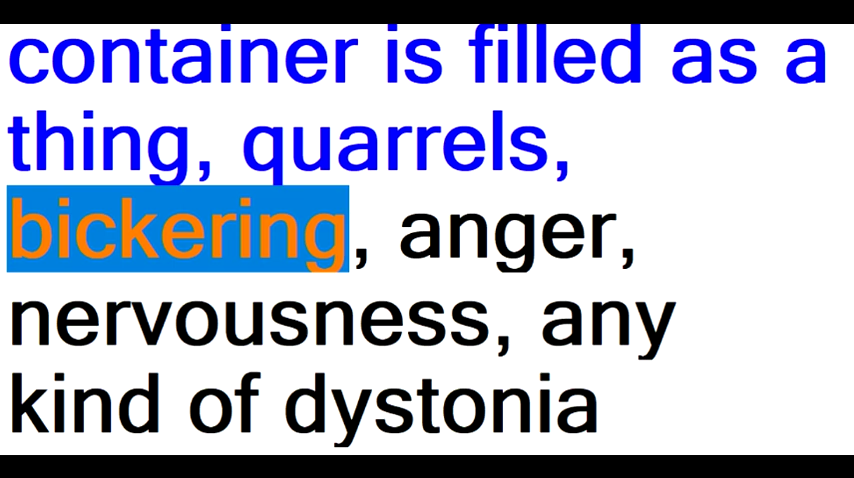 container is filled as a
thing, quarrels,
bickering, anger,
nervousness, any
kind of dystonia